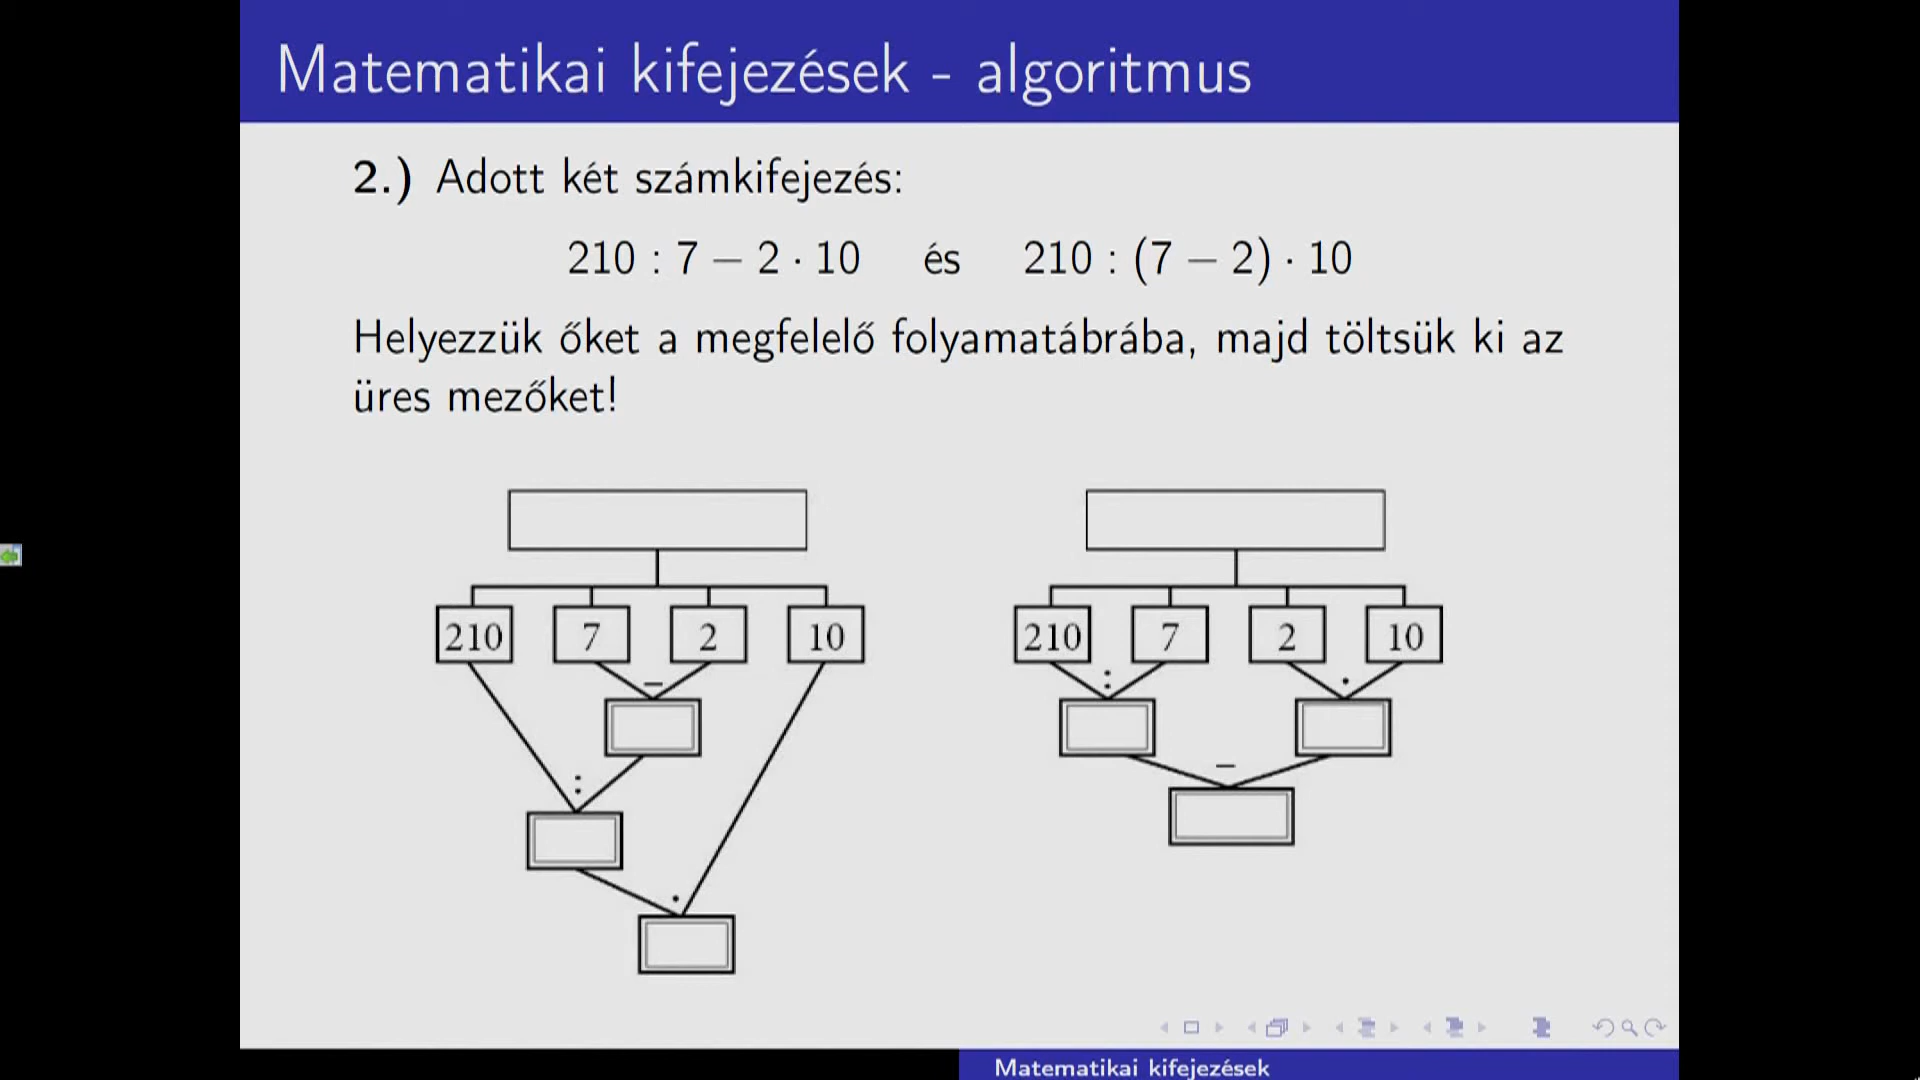 Matematikai kifejezések - algoritmus
2.) Adott két számkifejezés:
210 : 7 − 2 · 10 és 210 : (7 − 2) · 10
Helyezzük őket a megfelelő folyamatábrába, majd töltsük ki az
üres mezőket!
210 7 2 10
−
:
·
210 7 2 10
: ·
−
Matematikai kifejezések